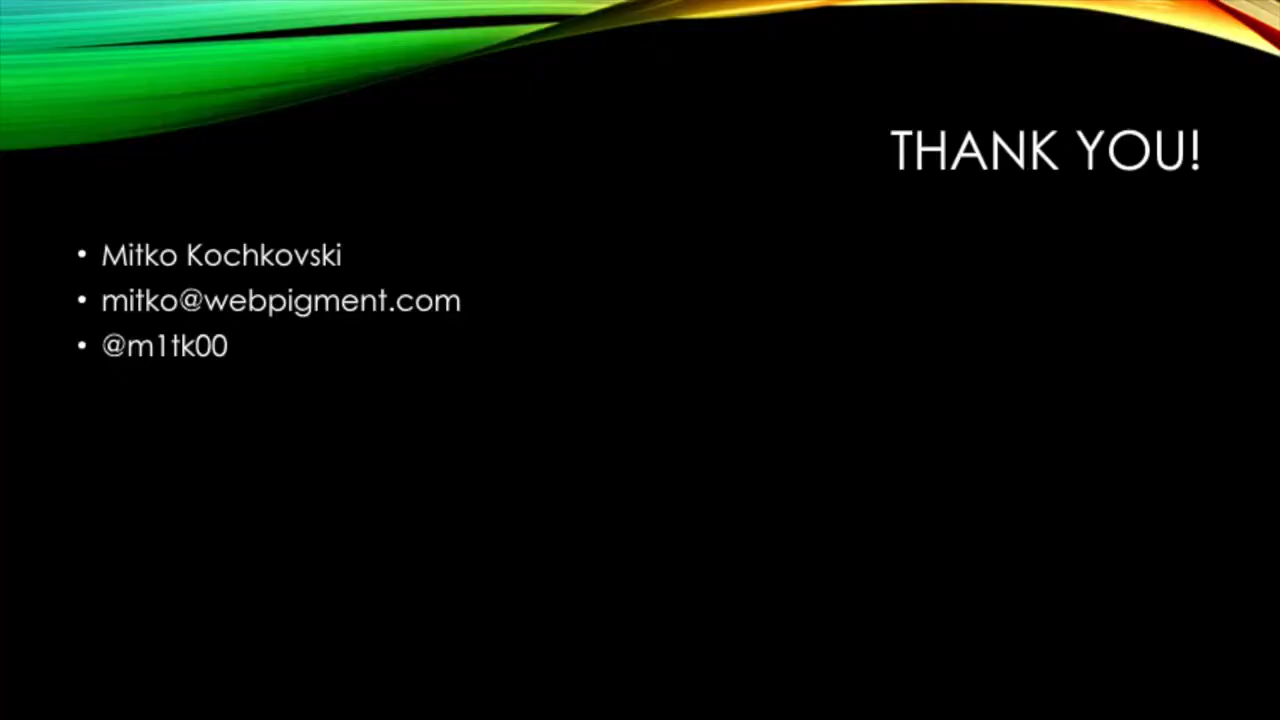 THANK YOU!
• Mitko Kochkovski
• mitko@webpigment.com
• @m1tk00